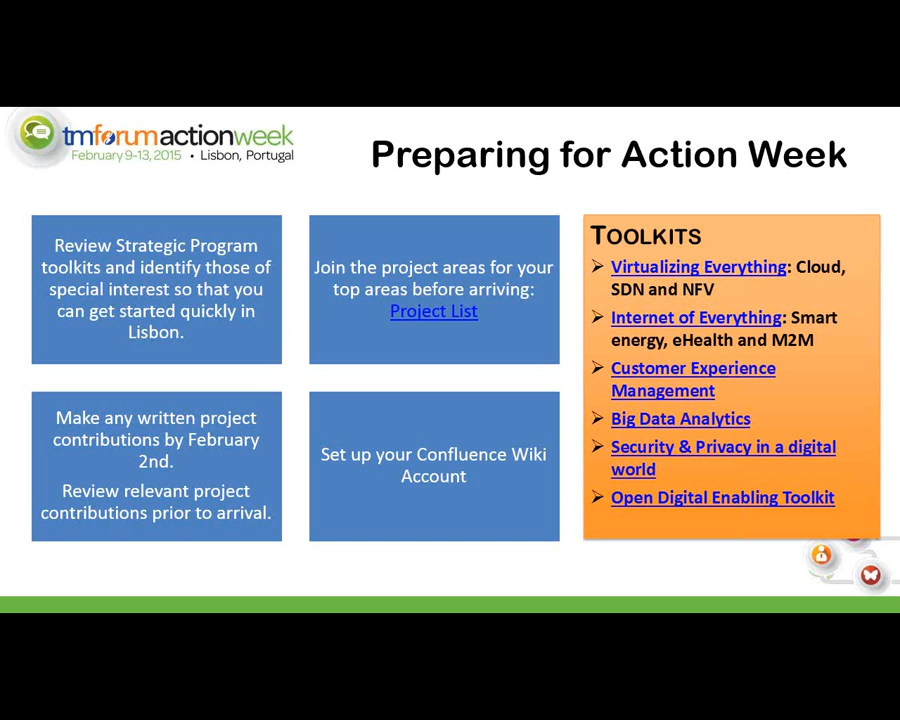 tmforumactionweek
February 9-13, 2015 • Lisbon, Portugal
Preparing for Action Week
Review Strategic Program
toolkits and identify those of
special interest so that you
can get started quickly in
Lisbon.
Join the project areas for your
top areas before arriving:
Project List
Make any written project
contributions by February
2nd.
Review relevant project
contributions prior to arrival.
Set up your Confluence Wiki
Account
TOOLKITS
Virtualizing Everything: Cloud,
SDN and NFV
Internet of Everything: Smart
energy, eHealth and M2M
Customer Experience
Management
Big Data Analytics
Security & Privacy in a digital
world
Open Digital Enabling Toolkit